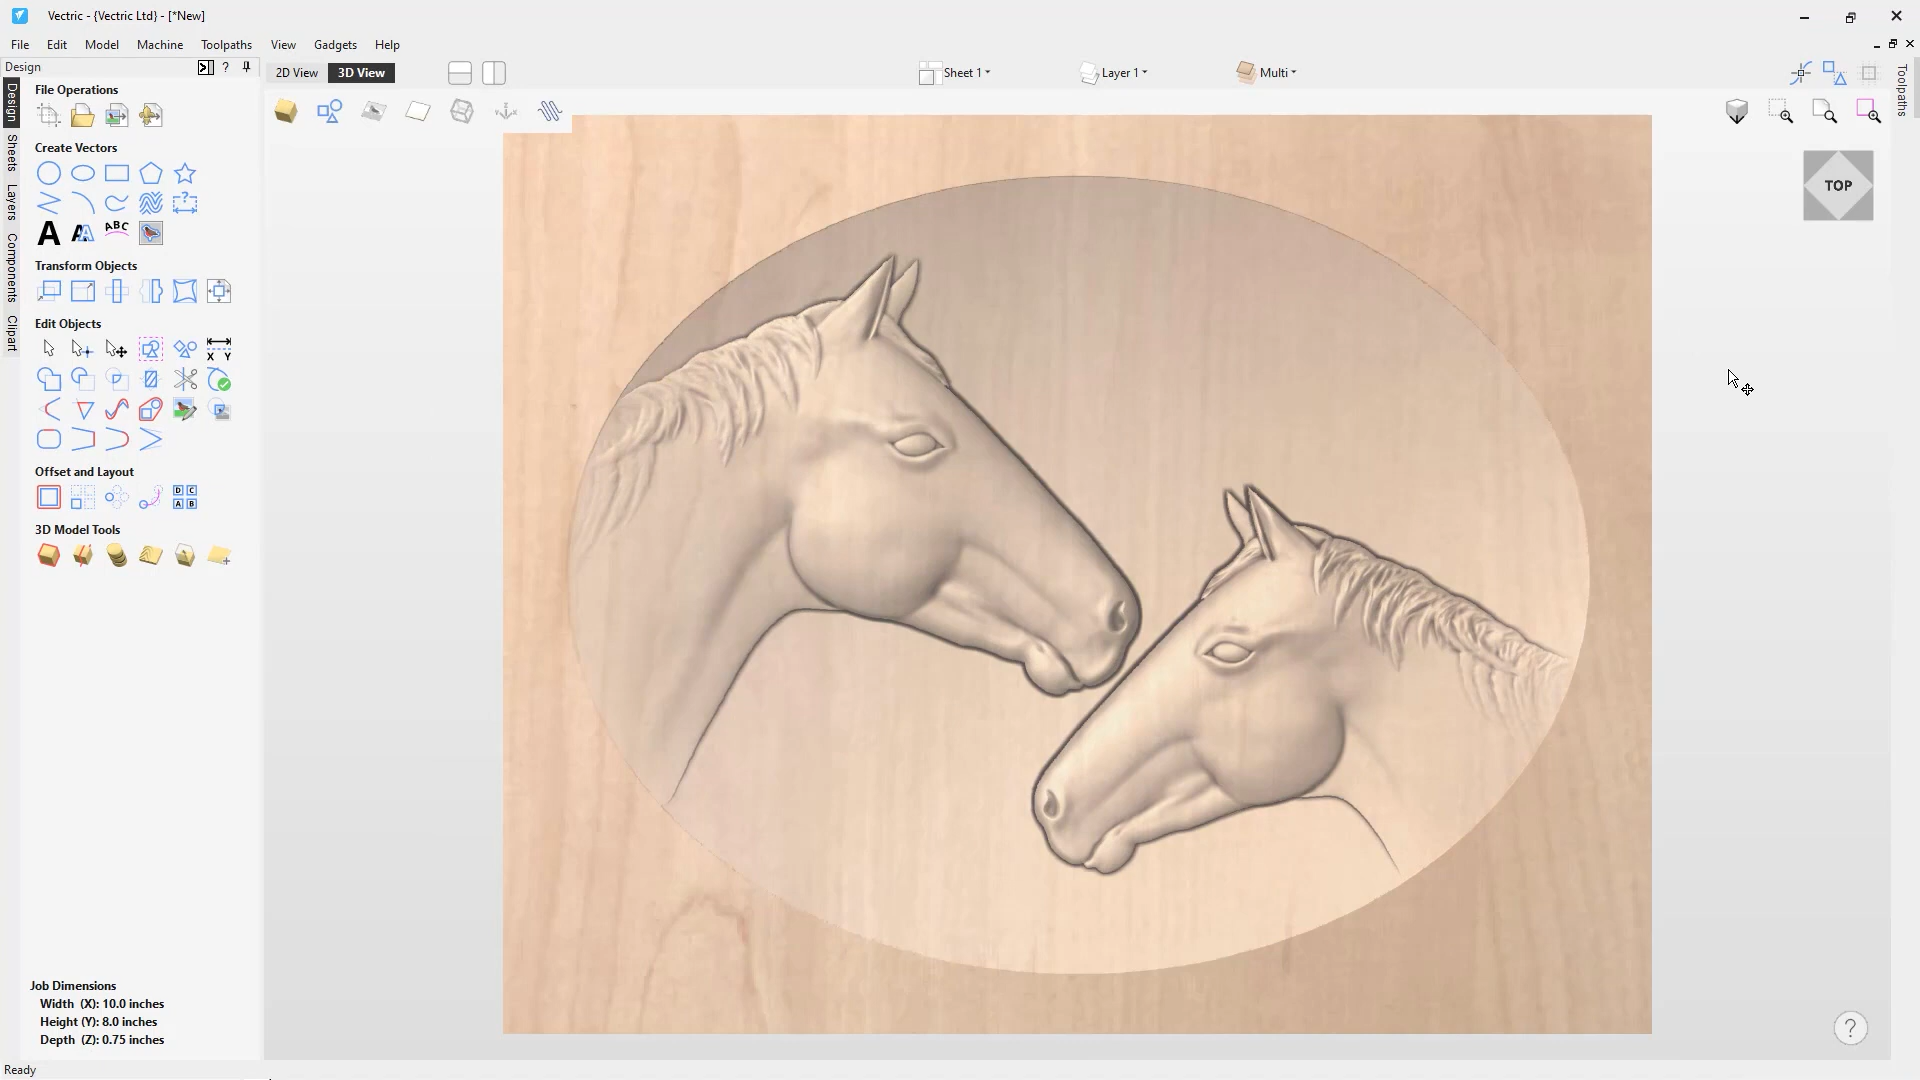 Vectric - {Vectric Ltd} - [*New]
File Edit Model Machine Toolpaths View Gadgets Help
Design
2D View 3D View
Sheet 1
Layer 1
Multi
Design
Sheets
Layers
Components
Clipart
Toolpaths
File Operations
Create Vectors
A A A ABC
Transform Objects
Edit Objects
X Y
Offset and Layout
D C
A B
3D Model Tools
TOP
Job Dimensions
Width (X): 10.0 inches
Height (Y): 8.0 inches
Depth (Z): 0.75 inches
Ready